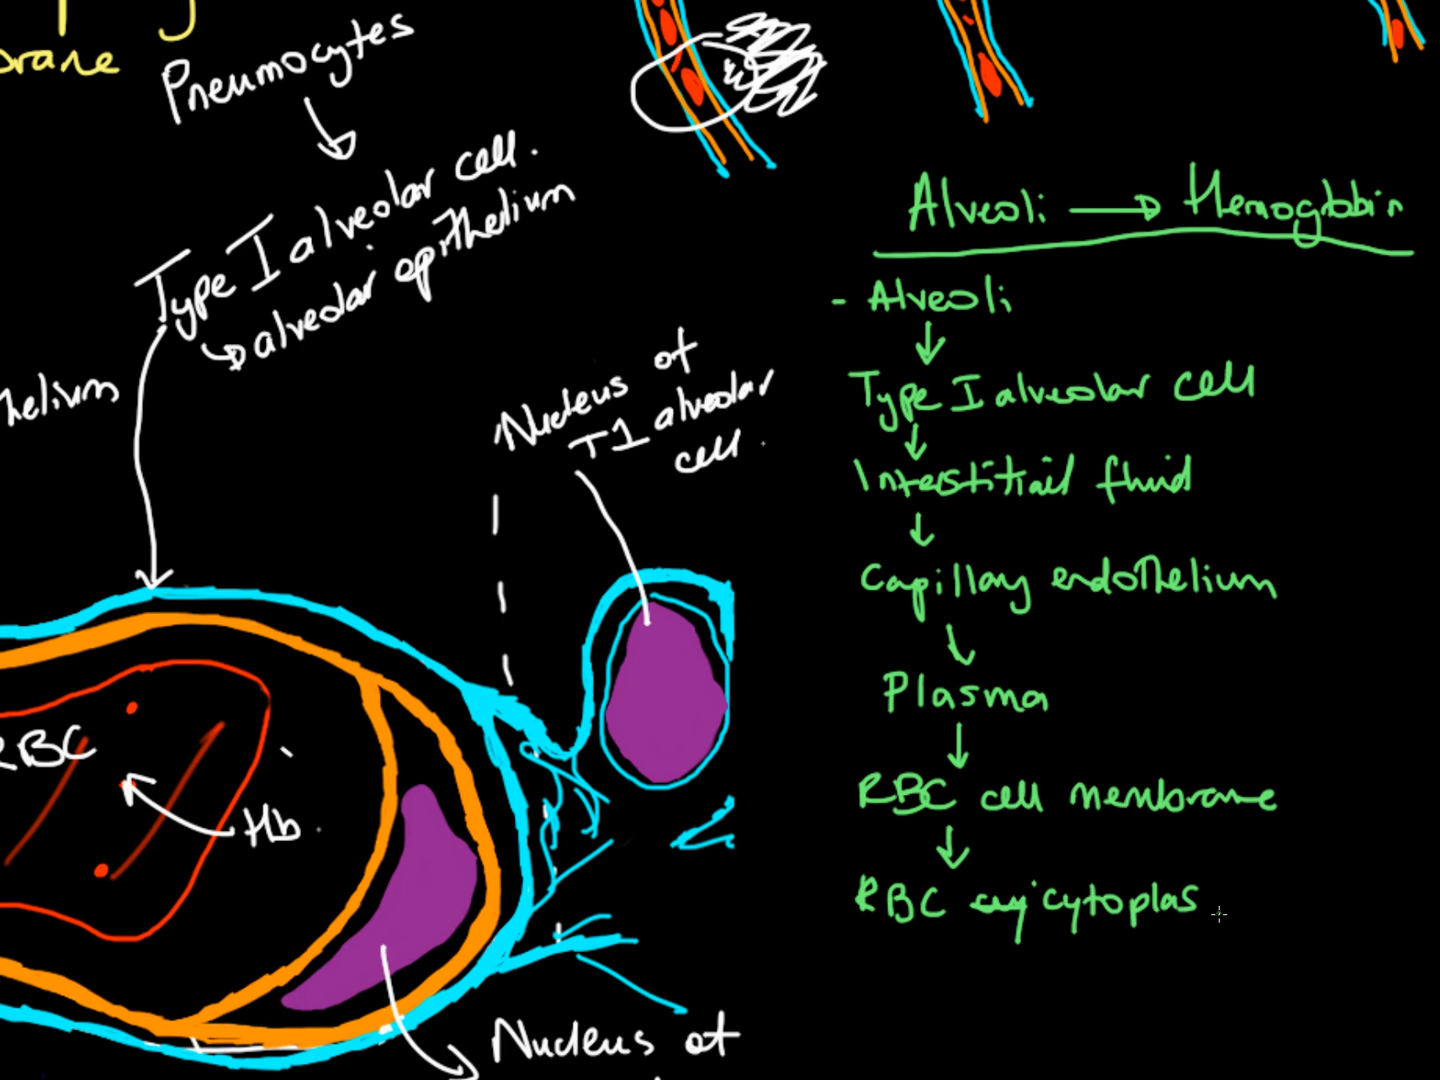 brane
Pneumocytes
Type I alveolar cell.
alveolar epithelium
helium
Nucleus of
T1 alveolar
cell.
RBC
Hb
Nucleus of
Alveoli → Hemoglobin
- Alveoli
↓
Type I alveolar cell
↓
Interstitial fluid
↓
Capillary endothelium
↓
Plasma
↓
RBC cell membrane
↓
RBC cytoplas